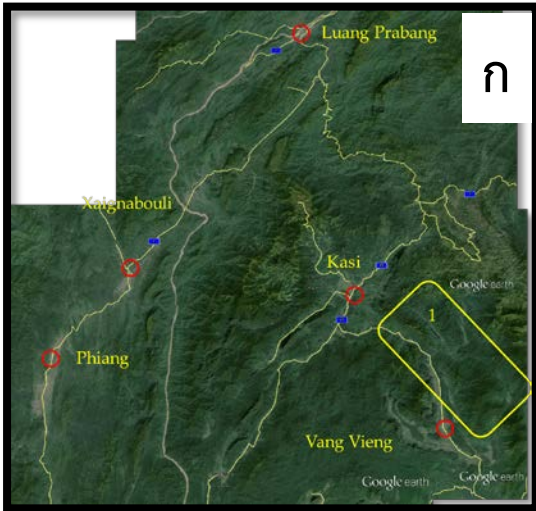 Luang Prabang
ก
Xaignabouli
Kasi
Google earth
1
Phiang
Vang Vieng
Google earth
Google earth